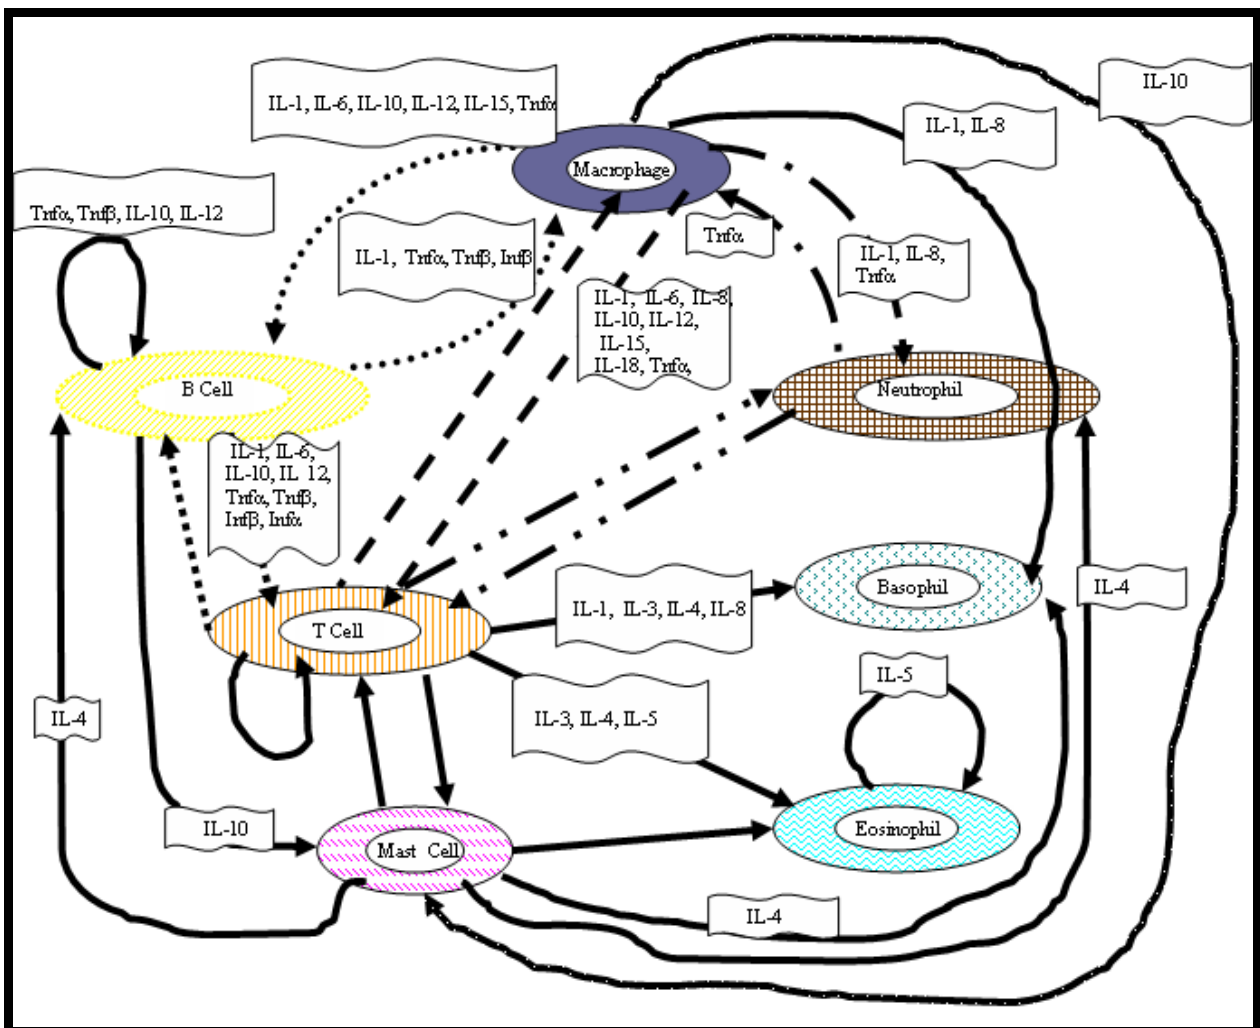 IL-10
IL-1, IL-6, IL-10, IL-12, IL-15, Tnfα
IL-1, IL-8
Macrophage
Tnfα, Tnfβ, IL-10, IL-12
Tnfα
IL-1, Tnfα, Tnfβ, Infβ
IL-1, IL-8,
Tnfα
IL-1, IL-6, IL-8,
IL-10, IL-12,
IL-15,
IL-18, Tnfα,
B Cell
Neutrophil
IL-1, IL-6,
IL-10, IL 12,
Tnfα, Tnfβ,
Infβ, Infα
Basophil
IL-4
IL-1, IL-3, IL-4, IL-8
T Cell
IL-5
IL-4
IL-3, IL-4, IL-5
IL-10
Eosinophil
Mast Cell
IL-4